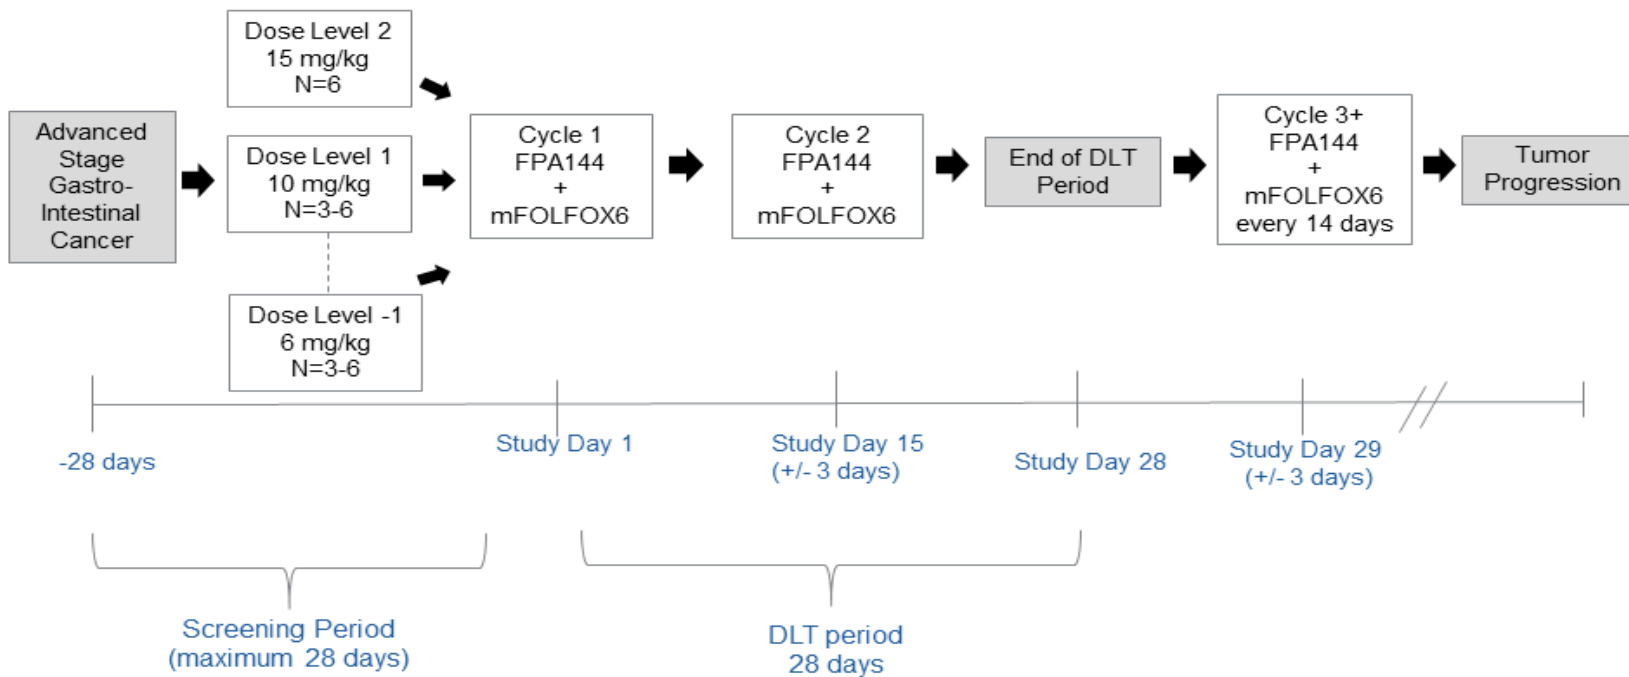 Advanced
Stage
Gastro-
Intestinal
Cancer
Dose Level 2
15 mg/kg
N=6
Dose Level 1
10 mg/kg
N=3-6
Dose Level -1
6 mg/kg
N=3-6
Cycle 1
FPA144
+
mFOLFOX6
Cycle 2
FPA144
+
mFOLFOX6
End of DLT
Period
Cycle 3+
FPA144
+
mFOLFOX6
every 14 days
Tumor
Progression
-28 days
Study Day 1
Study Day 15
(+/- 3 days)
Study Day 28
Study Day 29
(+/- 3 days)
Screening Period
(maximum 28 days)
DLT period
28 days